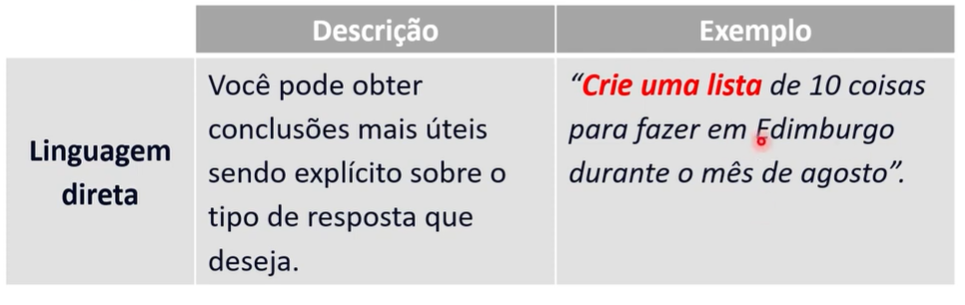 Descrição
Exemplo
Linguagem
direta
Você pode obter
conclusões mais úteis
sendo explícito sobre o
tipo de resposta que
deseja.
“Crie uma lista de 10 coisas
para fazer em Edimburgo
durante o mês de agosto”.